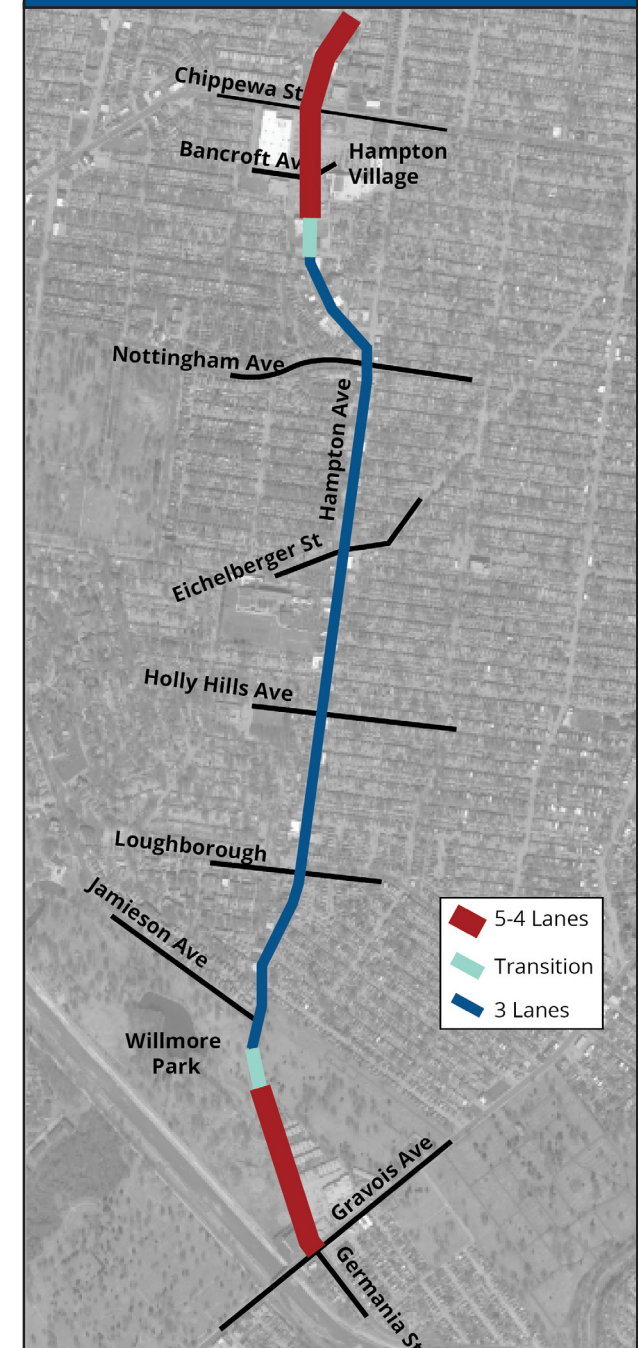 Chippewa St
Bancroft Av
Hampton
Village
Nottingham Ave
Hampton Ave
Eichelberger St
Holly Hills Ave
Loughborough
Jamieson Ave
5-4 Lanes
Transition
3 Lanes
Willmore
Park
Gravois Ave
Germania St